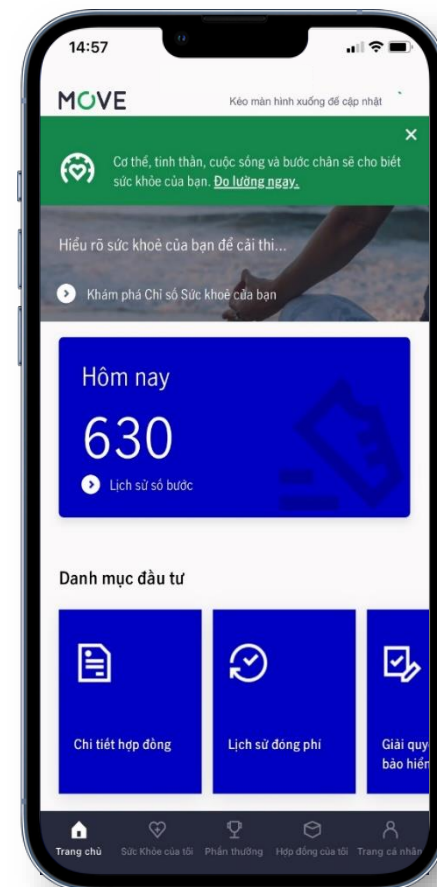 14:57
MOVE
Kéo màn hình xuống để cập nhật
Cơ thể, tinh thần, cuộc sống và bước chân sẽ cho biết
sức khỏe của bạn. Đo lường ngay.
Hiểu rõ sức khoẻ của bạn để cải thi...
Khám phá Chỉ số Sức khoẻ của bạn
Hôm nay
630
Lịch sử số bước
Danh mục đầu tư
Chi tiết hợp đồng
Lịch sử đóng phí
Giải quy
bảo hiển
Trang chủ
Sức Khỏe của tôi
Phần thưởng
Hợp đồng của tôi
Trang cá nhân